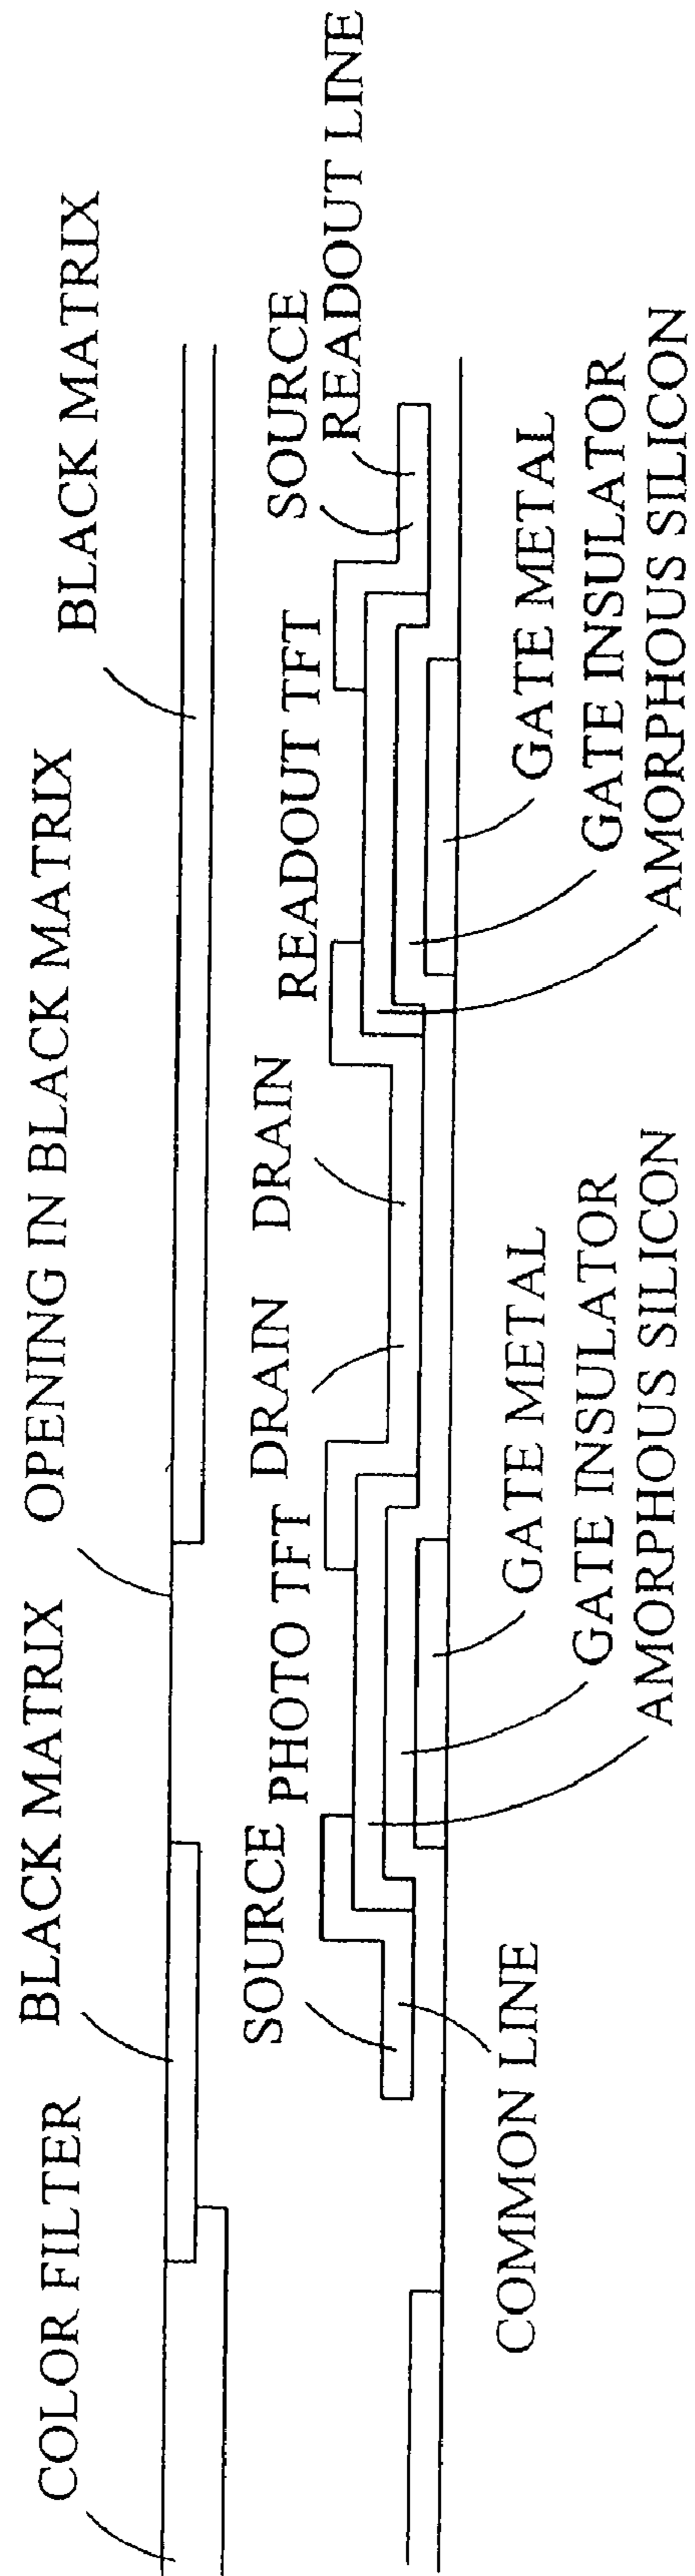 COLOR FILTER
BLACK MATRIX
OPENING IN BLACK MATRIX
BLACK MATRIX
SOURCE
PHOTO TFT
DRAIN
DRAIN
READOUT TFT
SOURCE
READOUT LINE
COMMON LINE
GATE METAL
GATE INSULATOR
AMORPHOUS SILICON
GATE METAL
GATE INSULATOR
AMORPHOUS SILICON